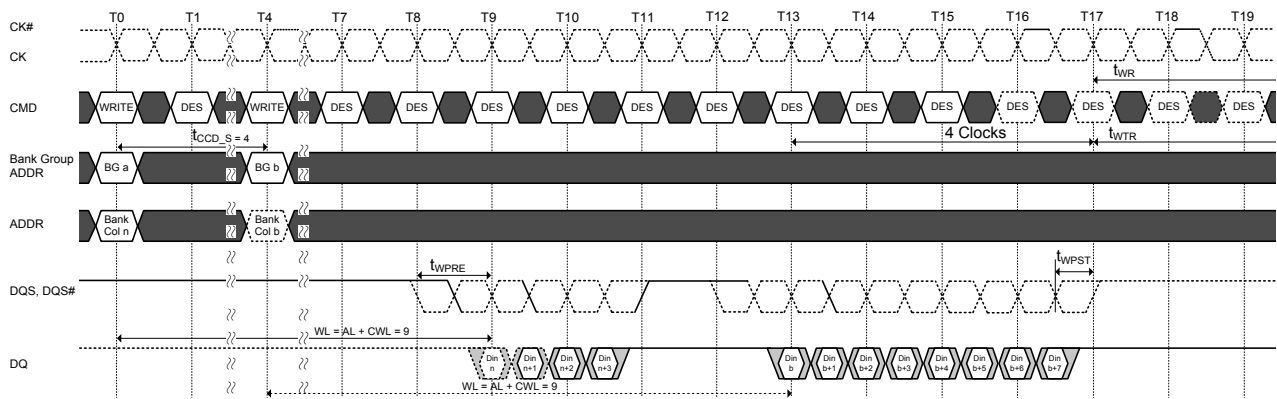 T0 T1 T4 T7 T8 T9 T10 T11 T12 T13 T14 T15 T16 T17 T18 T19
CK#
CK
tWR
CMD WRITE DES WRITE DES DES DES DES DES DES DES DES DES DES DES DES DES
tCCD_S = 4
4 Clocks
tWTR
Bank Group
ADDR
BG a BG b
ADDR
Bank
Col n
Bank
Col b
tWPRE
tWPST
DQS, DQS#
WL = AL + CWL = 9
DQ
Din
n
Din
n+1
Din
n+2
Din
n+3
Din
b
Din
b+1
Din
b+2
Din
b+3
Din
b+4
Din
b+5
Din
b+6
Din
b+7
WL = AL + CWL = 9